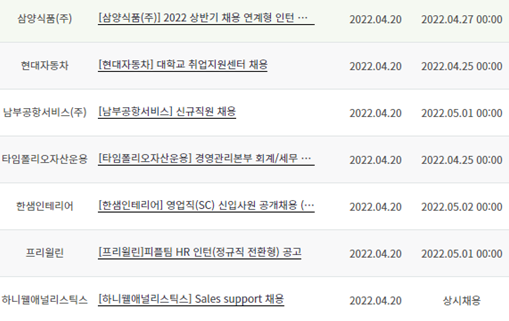 삼양식품(주) [삼양식품(주)] 2022 상반기 채용 연계형 인턴 … 2022.04.20 2022.04.27 00:00
현대자동차 [현대자동차] 대학교 취업지원센터 채용 2022.04.20 2022.04.25 00:00
남부공항서비스(주) [남부공항서비스] 신규직원 채용 2022.04.20 2022.05.01 00:00
타임폴리오자산운용 [타임폴리오자산운용] 경영관리본부 회계/세무 … 2022.04.20 2022.04.25 00:00
한샘인테리어 [한샘인테리어] 영업직(SC) 신입사원 공개채용 (… 2022.04.20 2022.05.02 00:00
프리윌린 [프리윌린]피플팀 HR 인턴(정규직 전환형) 공고 2022.04.20 2022.05.01 00:00
하니웰애널리스틱스 [하니웰애널리스틱스] Sales support 채용 2022.04.20 상시채용